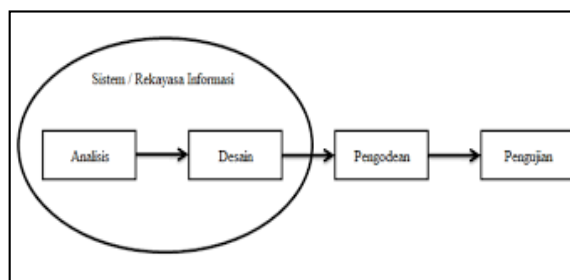 Sistem / Rekayasa Informasi
Analisis
Desain
Pengodean
Pengujian